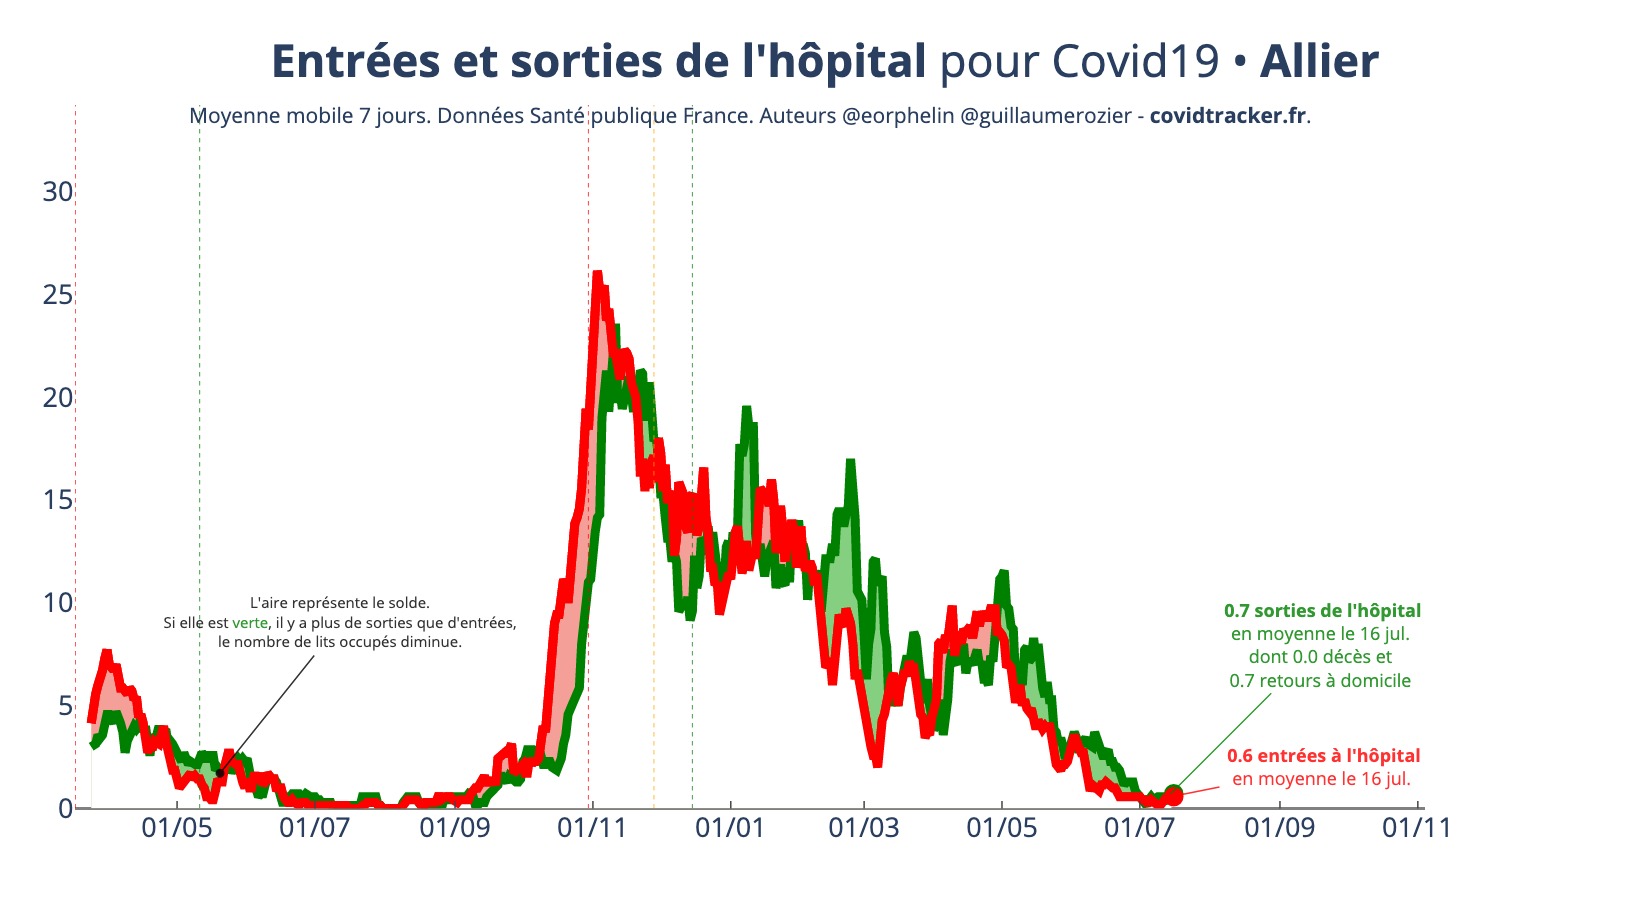 Entrées et sorties de l'hôpital pour Covid19 • Allier
Moyenne mobile 7 jours. Données Santé publique France. Auteurs @eorphelin @guillaumerozier - covidtracker.fr.
30
25
20
15
10
5
0
L'aire représente le solde.
Si elle est verte, il y a plus de sorties que d'entrées,
le nombre de lits occupés diminue.
0.7 sorties de l'hôpital
en moyenne le 16 jul.
dont 0.0 décès et
0.7 retours à domicile
0.6 entrées à l'hôpital
en moyenne le 16 jul.
01/05 01/07 01/09 01/11 01/01 01/03 01/05 01/07 01/09 01/11